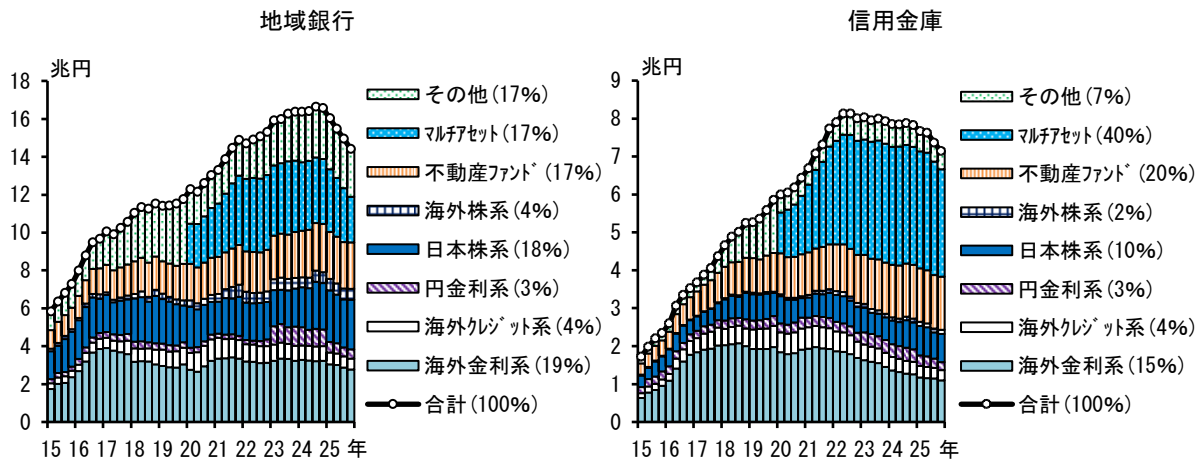 地域銀行
兆円
18
16
14
12
10
8
6
4
2
0
15 16 17 18 19 20 21 22 23 24 25 年
その他(17%)
ﾏﾙﾁｱｾｯﾄ(17%)
不動産ﾌｧﾝﾄﾞ(17%)
海外株系(4%)
日本株系(18%)
円金利系(3%)
海外ｸﾚｼﾞｯﾄ系(4%)
海外金利系(19%)
合計(100%)
信用金庫
兆円
9
8
7
6
5
4
3
2
1
0
15 16 17 18 19 20 21 22 23 24 25 年
その他(7%)
ﾏﾙﾁｱｾｯﾄ(40%)
不動産ﾌｧﾝﾄﾞ(20%)
海外株系(2%)
日本株系(10%)
円金利系(3%)
海外ｸﾚｼﾞｯﾄ系(4%)
海外金利系(15%)
合計(100%)